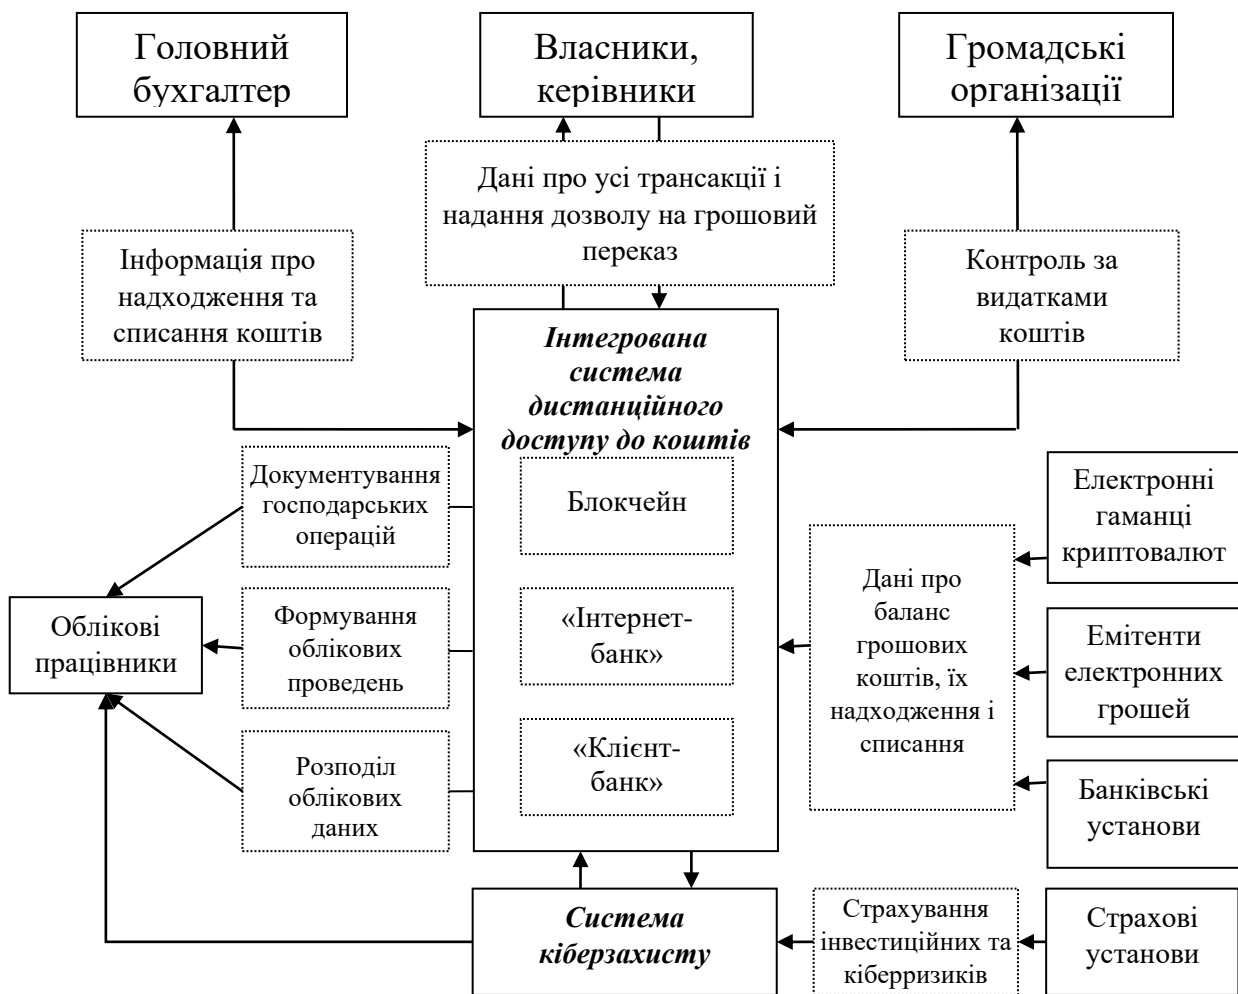 Головний
бухгалтер
Власники,
керівники
Громадські
організації
Дані про усі трансакції і
надання дозволу на грошовий
переказ
Інформація про
надходження та
списання коштів
Контроль за
видатками
коштів
Інтегрована
система
дистанційного
доступу до коштів
Документування
господарських
операцій
Блокчейн
Електронні
гаманці
криптовалют
Облікові
працівники
Формування
облікових
проведень
«Інтернет-
банк»
Дані про
баланс
грошових
коштів, їх
надходження і
списання
Емітенти
електронних
грошей
Розподіл
облікових
даних
«Клієнт-
банк»
Банківські
установи
Система
кіберзахисту
Страхування
інвестиційних та
кіберризиків
Страхові
установи